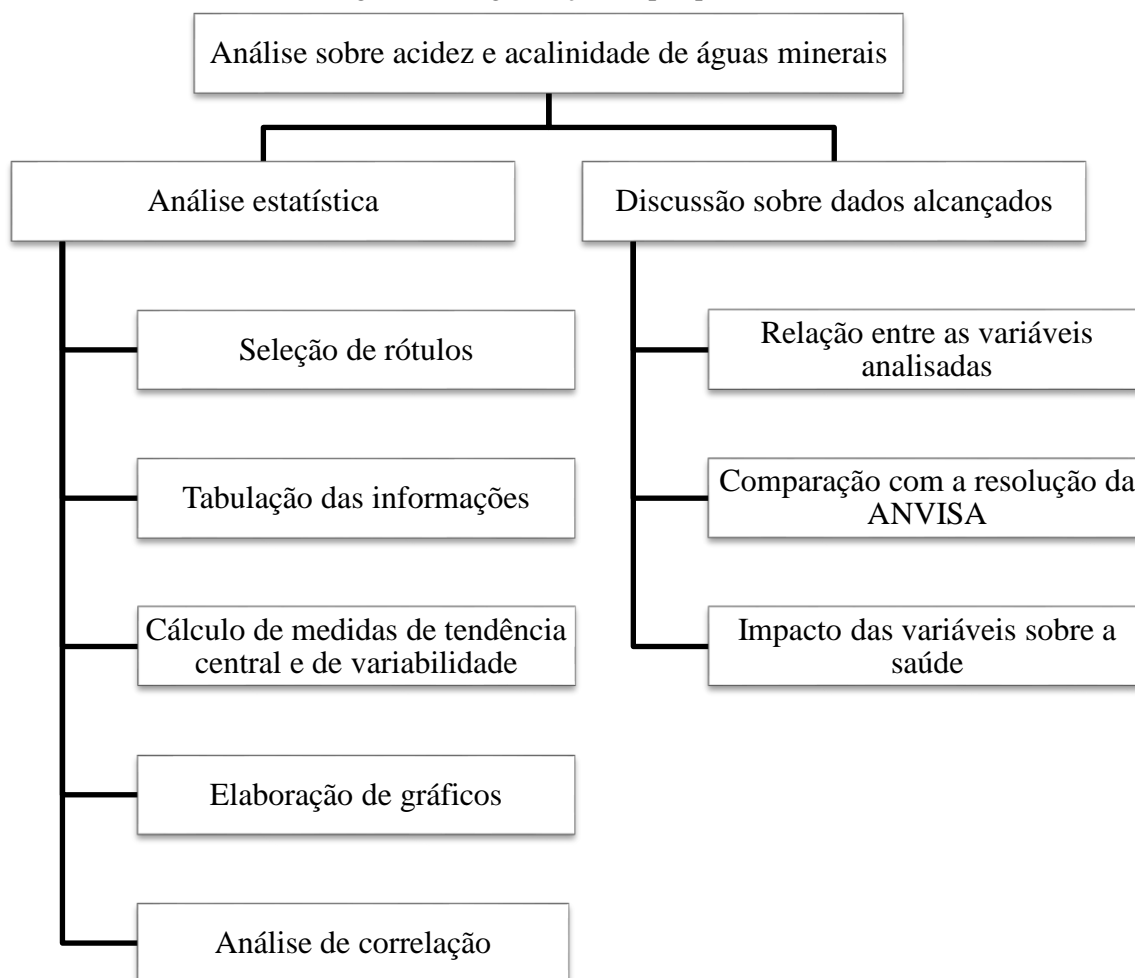 Análise sobre acidez e acalinidade de águas minerais
Análise estatística
Seleção de rótulos
Tabulação das informações
Cálculo de medidas de tendência
central e de variabilidade
Elaboração de gráficos
Análise de correlação
Discussão sobre dados alcançados
Relação entre as variáveis
analisadas
Comparação com a resolução da
ANVISA
Impacto das variáveis sobre a
saúde